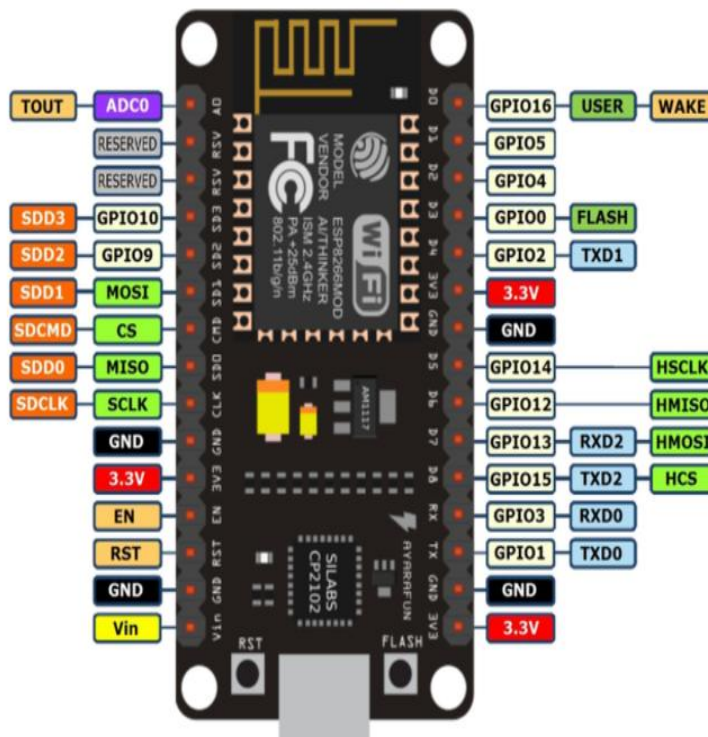 TOUT ADC0 A0 D0 GPIO16 USER WAKE
RESERVED RSV D1 GPIO5
RESERVED RSV D2 GPIO4
SDD3 GPIO10 SD3 D3 GPIO0 FLASH
SDD2 GPIO9 SD2 D4 GPIO2 TXD1
SDD1 MOSI SD1 3V3 3.3V
SDCMD CS CMD GND GND
SDD0 MISO SD0 D5 GPIO14 HSCLK
SDCLK SCLK CLK D6 GPIO12 HMISO
GND GND D7 GPIO13 RXD2 HMOSI
3.3V 3V3 D8 GPIO15 TXD2 HCS
EN EN RX GPIO3 RXD0
RST RST TX GPIO1 TXD0
GND GND GND GND
Vin Vin 3V3 3.3V
MODEL ESP8266MOD
VENDOR AI/THINKER
ISM 2.4GHz
PA +25dBm
802.11b/g/n
FC
WiFi
AM1117
SILABS
CP2102
AYARAFUN
RST
FLASH